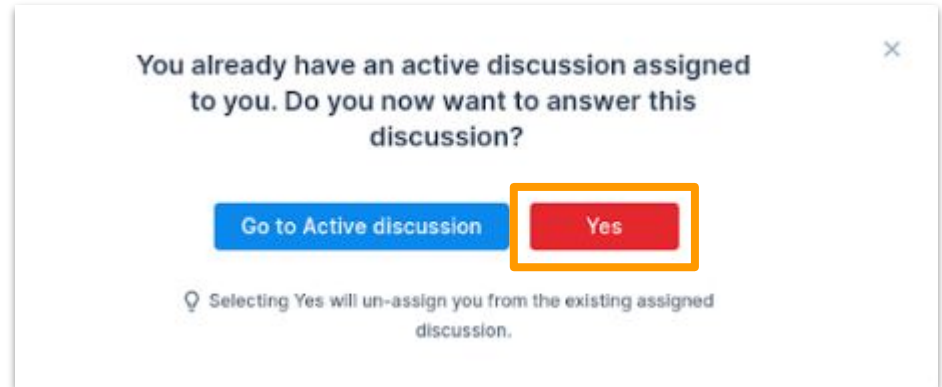 You already have an active discussion assigned
to you. Do you now want to answer this
discussion?
Go to Active discussion
Yes
Selecting Yes will un-assign you from the existing assigned
discussion.